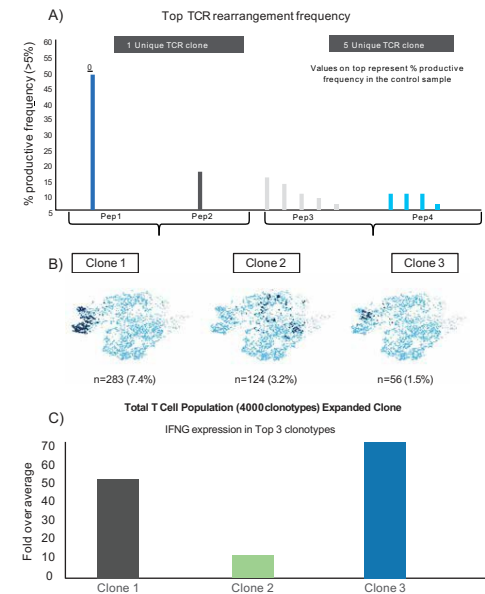 A)
Top TCR rearrangement frequency
1 Unique TCR clone
5 Unique TCR clone
Values on top represent % productive
frequency in the control sample
% productive frequency (>5%)
60
55
50
45
40
35
30
25
20
15
10
5
0
Pep1
Pep2
Pep3
Pep4
B)
Clone 1
Clone 2
Clone 3
n=283 (7.4%)
n=124 (3.2%)
n=56 (1.5%)
Total T Cell Population (4000clonotypes) Expanded Clone
C)
IFNG expression in Top 3 clonotypes
Fold over average
70
60
50
40
30
20
10
0
Clone 1
Clone 2
Clone 3